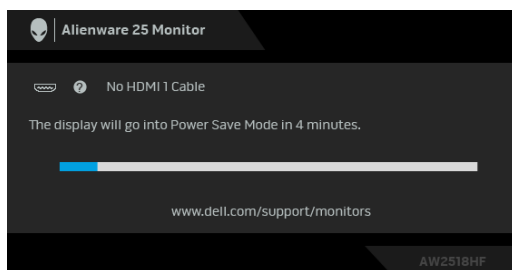 Alienware 25 Monitor
? No HDMI 1 Cable
The display will go into Power Save Mode in 4 minutes.
www.dell.com/support/monitors
AW2518HF